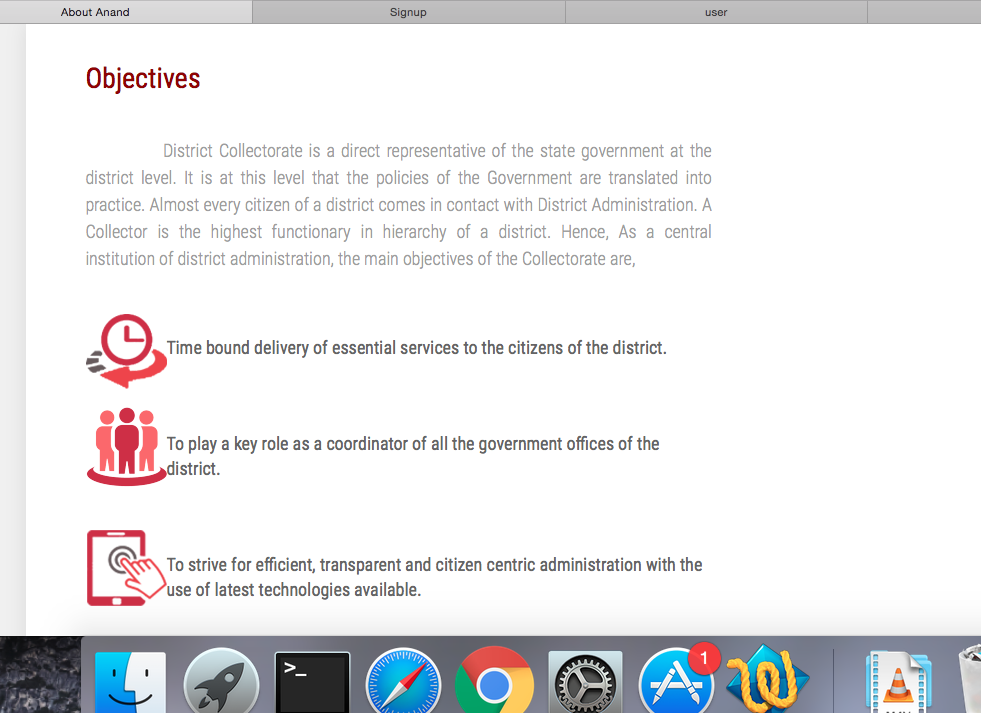 About Anand Signup user
Objectives
District Collectorate is a direct representative of the state government at the
district level. It is at this level that the policies of the Government are translated into
practice. Almost every citizen of a district comes in contact with District Administration. A
Collector is the highest functionary in hierarchy of a district. Hence, As a central
institution of district administration, the main objectives of the Collectorate are,
Time bound delivery of essential services to the citizens of the district.
To play a key role as a coordinator of all the government offices of the
district.
To strive for efficient, transparent and citizen centric administration with the
use of latest technologies available.
>_
1